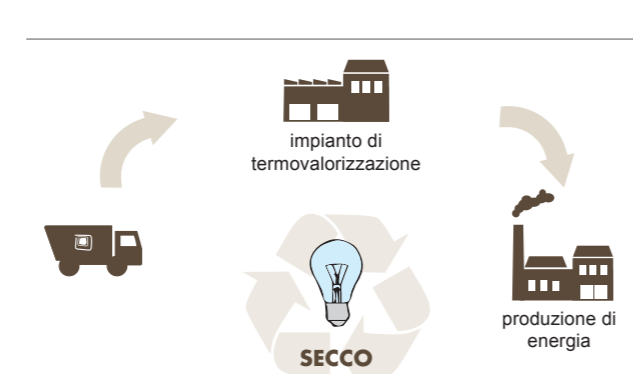 impianto di
termovalorizzazione
produzione di
energia
SECCO